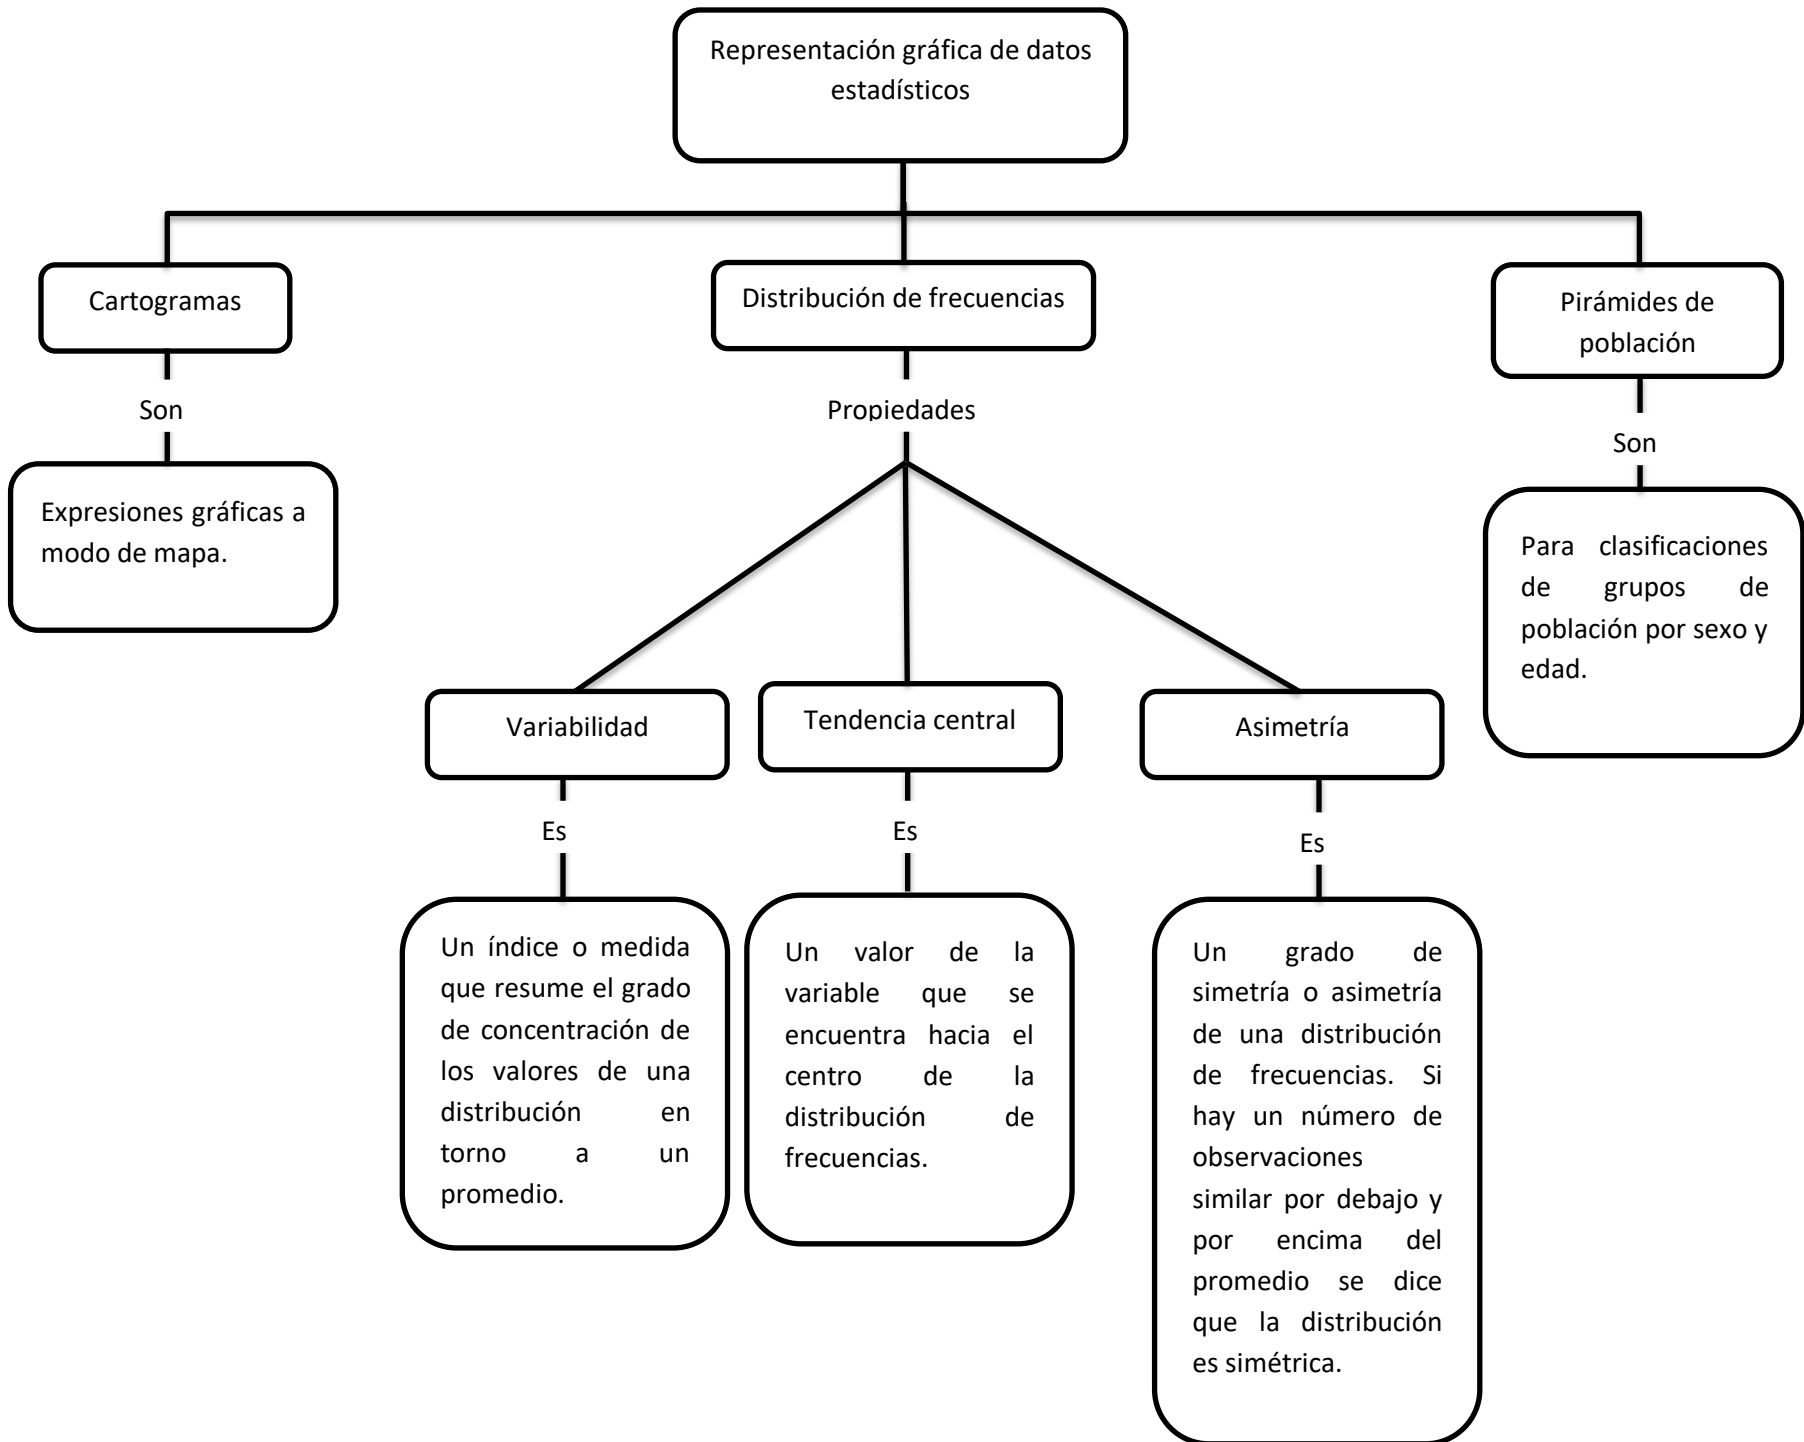 Representación gráfica de datos
estadísticos
Cartogramas
Distribución de frecuencias
Pirámides de
población
Son
Propiedades
Son
Expresiones gráficas a
modo de mapa.
Para clasificaciones
de grupos de
población por sexo y
edad.
Variabilidad
Tendencia central
Asimetría
Es
Es
Es
Un índice o medida
que resume el grado
de concentración de
los valores de una
distribución en
torno a un
promedio.
Un valor de la
variable que se
encuentra hacia el
centro de la
distribución de
frecuencias.
Un grado de
simetría o asimetría
de una distribución
de frecuencias. Si
hay un número de
observaciones
similar por debajo y
por encima del
promedio se dice
que la distribución
es simétrica.